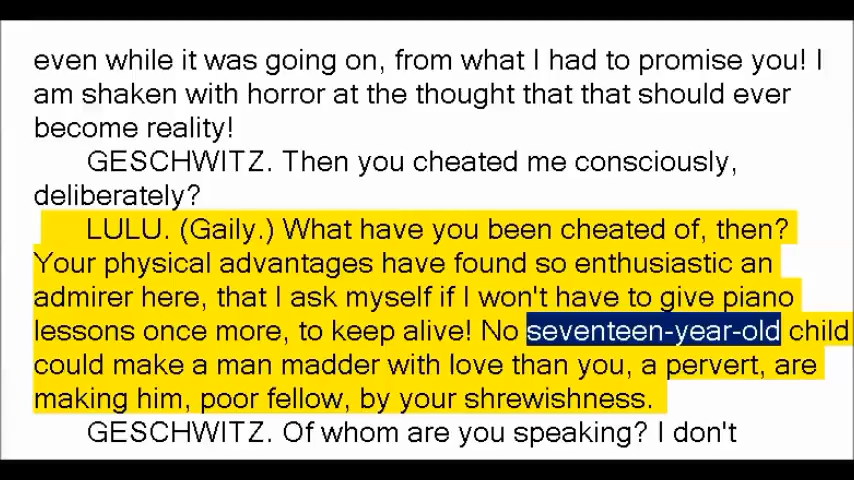 even while it was going on, from what I had to promise you! I
am shaken with horror at the thought that that should ever
become reality!
GESCHWITZ. Then you cheated me consciously,
deliberately?
LULU. (Gaily.) What have you been cheated of, then?
Your physical advantages have found so enthusiastic an
admirer here, that I ask myself if I won't have to give piano
lessons once more, to keep alive! No seventeen-year-old child
could make a man madder with love than you, a pervert, are
making him, poor fellow, by your shrewishness.
GESCHWITZ. Of whom are you speaking? I don't